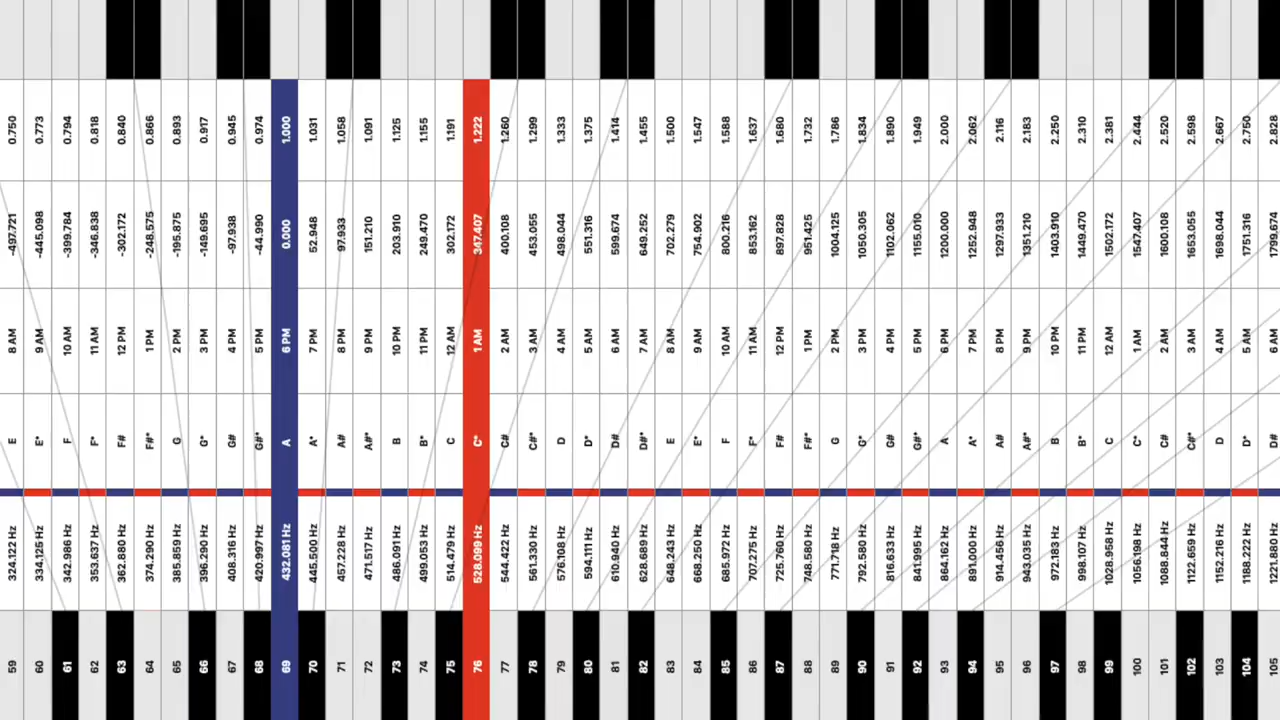 0.750 0.773 0.794 0.818 0.840 0.866 0.893 0.917 0.945 0.974 1.000 1.031 1.058 1.091 1.125 1.155 1.191 1.222 1.260 1.299 1.333 1.375 1.414 1.455 1.500 1.547 1.588 1.637 1.680 1.732 1.786 1.834 1.890 1.949 2.000 2.062 2.116 2.183 2.250 2.310 2.381 2.444 2.520 2.598 2.667 2.750 2.828
-497.721 -445.098 -399.784 -346.838 -302.172 -248.575 -195.875 -149.695 -97.938 -44.990 0.000 52.948 97.933 151.210 203.910 249.470 302.172 347.407 400.108 453.055 498.044 551.316 599.674 649.252 702.279 754.902 800.216 853.162 897.828 951.425 1004.125 1050.305 1102.062 1155.010 1200.000 1252.948 1297.933 1351.210 1403.910 1449.470 1502.172 1547.407 1600.108 1653.055 1698.044 1751.316 1799.674
8 AM 9 AM 10 AM 11 AM 12 PM 1 PM 2 PM 3 PM 4 PM 5 PM 6 PM 7 PM 8 PM 9 PM 10 PM 11 PM 12 AM 1 AM 2 AM 3 AM 4 AM 5 AM 6 AM 7 AM 8 AM 9 AM 10 AM 11 AM 12 PM 1 PM 2 PM 3 PM 4 PM 5 PM 6 PM 7 PM 8 PM 9 PM 10 PM 11 PM 12 AM 1 AM 2 AM 3 AM 4 AM 5 AM 6 AM
E E* F F* F# F#* G G* G# G#* A A* A# A#* B B* C C* C# C#* D D* D# D#* E E* F F* F# F#* G G* G# G#* A A* A# A#* B B* C C* C# C#* D D* D#
324.122 Hz 334.125 Hz 342.986 Hz 353.637 Hz 362.880 Hz 374.290 Hz 385.859 Hz 396.290 Hz 408.316 Hz 420.997 Hz 432.081 Hz 445.500 Hz 457.228 Hz 471.517 Hz 486.091 Hz 499.053 Hz 514.479 Hz 528.099 Hz 544.422 Hz 561.330 Hz 576.108 Hz 594.111 Hz 610.940 Hz 628.689 Hz 648.243 Hz 668.250 Hz 685.972 Hz 707.275 Hz 725.760 Hz 748.580 Hz 771.718 Hz 792.580 Hz 816.633 Hz 841.995 Hz 864.162 Hz 891.000 Hz 914.456 Hz 943.035 Hz 972.183 Hz 998.107 Hz 1028.958 Hz 1056.198 Hz 1088.844 Hz 1122.659 Hz 1152.216 Hz 1188.222 Hz 1221.880 Hz
59 60 61 62 63 64 65 66 67 68 69 70 71 72 73 74 75 76 77 78 79 80 81 82 83 84 85 86 87 88 89 90 91 92 93 94 95 96 97 98 99 100 101 102 103 104 105